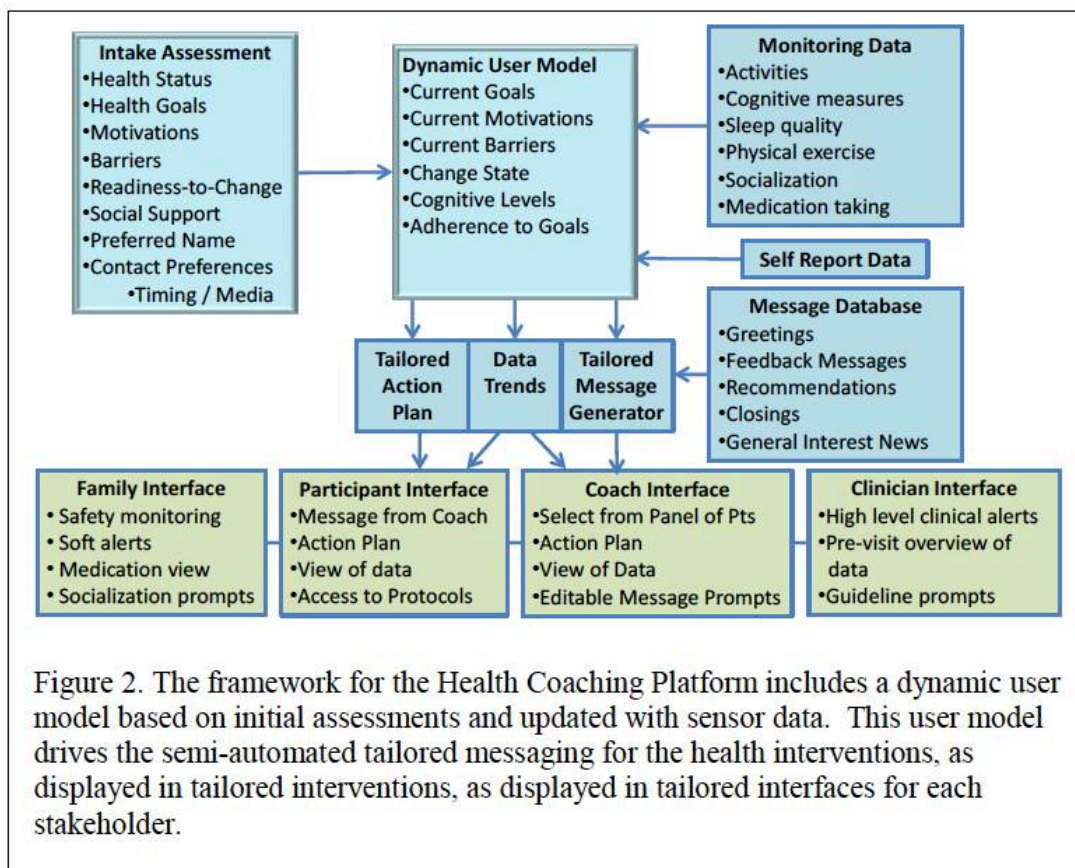 Intake Assessment
•Health Status
•Health Goals
•Motivations
•Barriers
•Readiness-to-Change
•Social Support
•Preferred Name
•Contact Preferences
•Timing / Media
Dynamic User Model
•Current Goals
•Current Motivations
•Current Barriers
•Change State
•Cognitive Levels
•Adherence to Goals
Monitoring Data
•Activities
•Cognitive measures
•Sleep quality
•Physical exercise
•Socialization
•Medication taking
Self Report Data
Message Database
•Greetings
•Feedback Messages
•Recommendations
•Closings
•General Interest News
Tailored
Action
Plan
Data
Trends
Tailored
Message
Generator
Family Interface
• Safety monitoring
• Soft alerts
• Medication view
• Socialization prompts
Participant Interface
•Message from Coach
•Action Plan
•View of data
•Access to Protocols
Coach Interface
•Select from Panel of Pts
•Action Plan
•View of Data
•Editable Message Prompts
Clinician Interface
•High level clinical alerts
•Pre-visit overview of
data
•Guideline prompts
Figure 2. The framework for the Health Coaching Platform includes a dynamic user
model based on initial assessments and updated with sensor data.  This user model
drives the semi-automated tailored messaging for the health interventions, as
displayed in tailored interventions, as displayed in tailored interfaces for each
stakeholder.